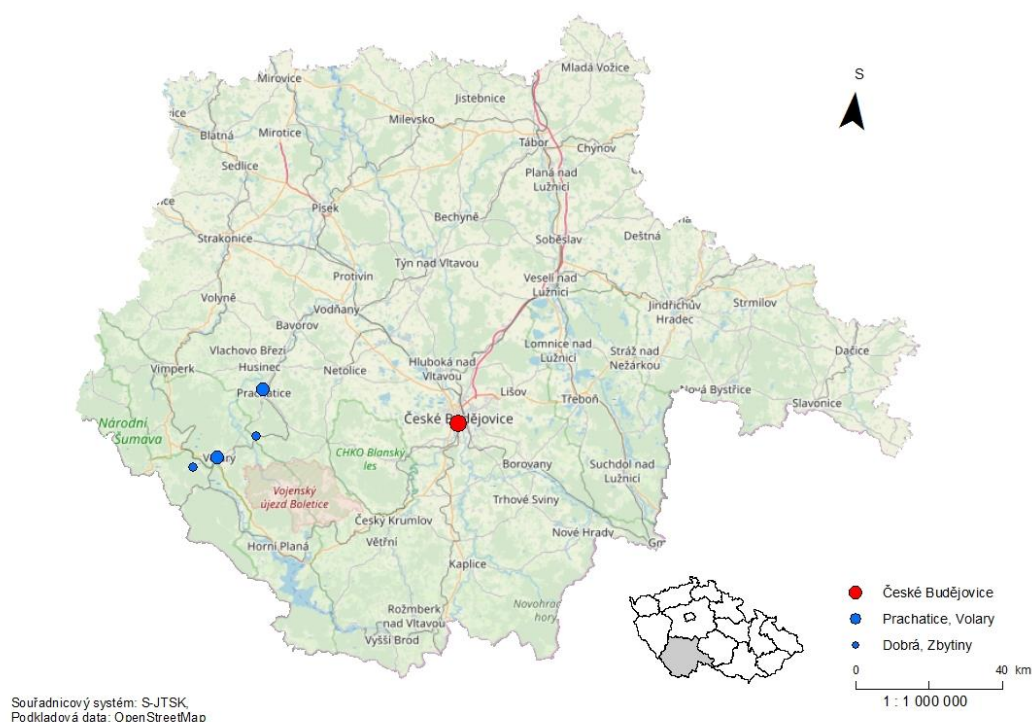 Mladá Vožice
Mirovice
S
Jistebnice
ice
Milevsko
Blatná
Mirotice
Tábor
Chýnov
Sedlice
Planá nad
Lužnicí
ice
Písek
Bechyně
Strakonice
Soběslav
Deštná
Týn nad Vltavou
Protivín
Veselí nad
Lužnicí
Volyně
Vodňany
Jindřichův
Hradec
Strmilov
Bavorov
Vlachovo Březí
Lomnice nad
Lužnicí
Stráž nad
Nežárkou
Dačice
Vimperk
Husinec
Netolice
Hluboká nad
Vltavou
Prachatice
Lišov
Třeboň
Nová Bystřice
Slavonice
Národní
Šumava
České Budějovice
CHKO Blanský
les
Volary
Borovany
Suchdol nad
Lužnicí
Vojenský
újezd Boletice
Trhové Sviny
Český Krumlov
Větřní
Nové Hrady
Gm
Horní Planá
Kaplice
Novohrad
hory
Rožmberk
nad Vltavou
Vyšší Brod
České Budějovice
Prachatice, Volary
Dobrá, Zbytiny
0 40 km
1 : 1 000 000
Souřadnicový systém: S-JTSK,
Podkladová data: OpenStreetMap